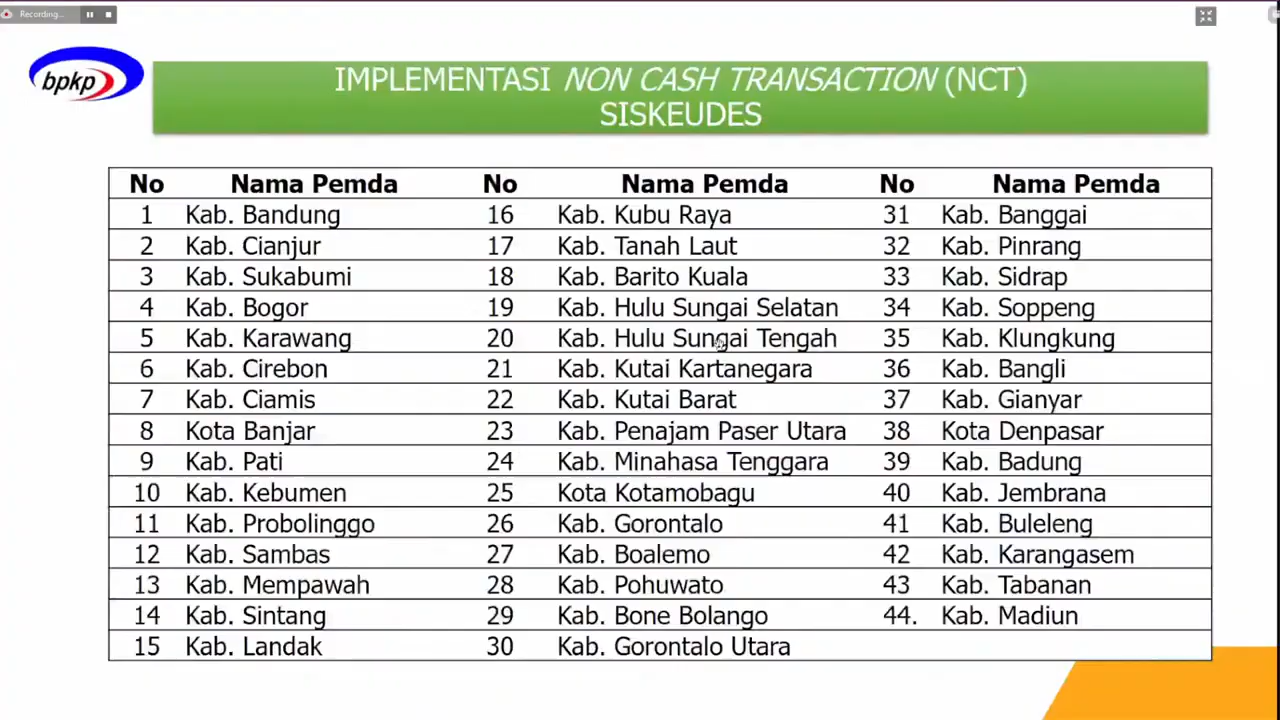 Recording...
bpkp
IMPLEMENTASI NON CASH TRANSACTION (NCT)
SISKEUDES
No Nama Pemda No Nama Pemda No Nama Pemda
1 Kab. Bandung 16 Kab. Kubu Raya 31 Kab. Banggai
2 Kab. Cianjur 17 Kab. Tanah Laut 32 Kab. Pinrang
3 Kab. Sukabumi 18 Kab. Barito Kuala 33 Kab. Sidrap
4 Kab. Bogor 19 Kab. Hulu Sungai Selatan 34 Kab. Soppeng
5 Kab. Karawang 20 Kab. Hulu Sungai Tengah 35 Kab. Klungkung
6 Kab. Cirebon 21 Kab. Kutai Kartanegara 36 Kab. Bangli
7 Kab. Ciamis 22 Kab. Kutai Barat 37 Kab. Gianyar
8 Kota Banjar 23 Kab. Penajam Paser Utara 38 Kota Denpasar
9 Kab. Pati 24 Kab. Minahasa Tenggara 39 Kab. Badung
10 Kab. Kebumen 25 Kota Kotamobagu 40 Kab. Jembrana
11 Kab. Probolinggo 26 Kab. Gorontalo 41 Kab. Buleleng
12 Kab. Sambas 27 Kab. Boalemo 42 Kab. Karangasem
13 Kab. Mempawah 28 Kab. Pohuwato 43 Kab. Tabanan
14 Kab. Sintang 29 Kab. Bone Bolango 44. Kab. Madiun
15 Kab. Landak 30 Kab. Gorontalo Utara